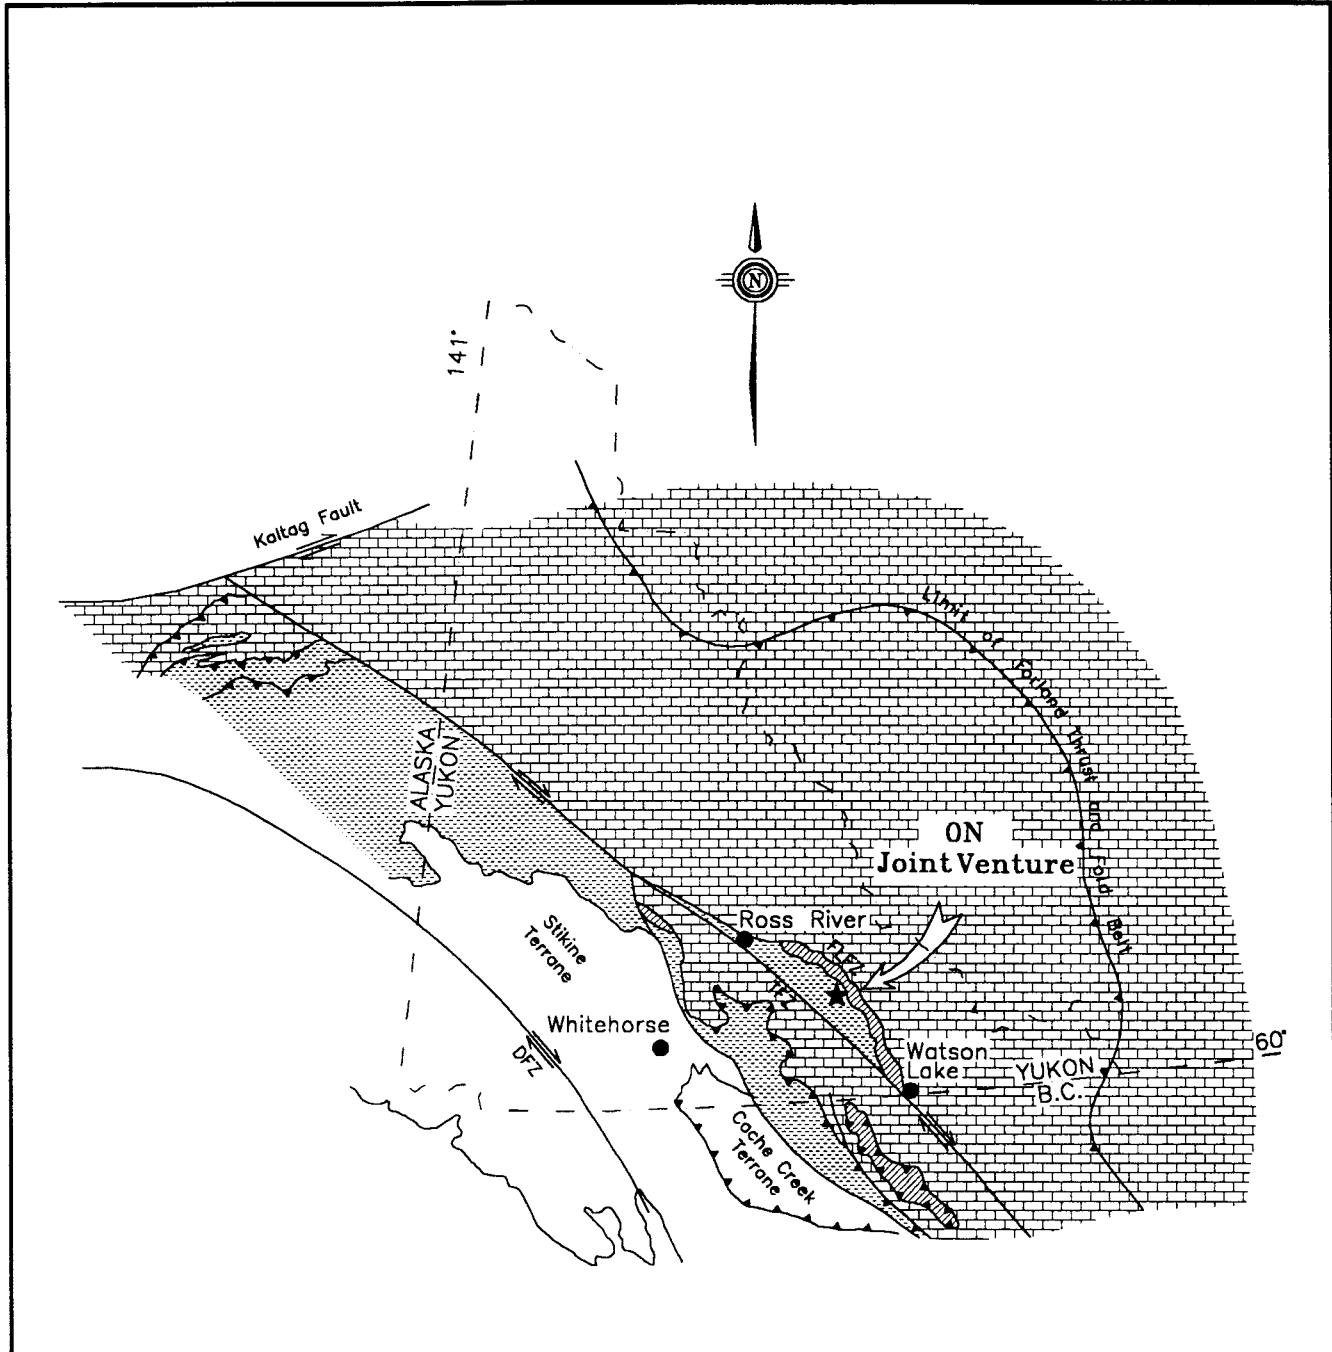 N
141°
Kaltag Fault
Limit of Forland Thrust and Fold Belt
ALASKA
YUKON
ON
Joint Venture
Ross River
Stikine
Terrane
FLFZ
TFZ
Whitehorse
DFZ
Watson
Lake
60°
YUKON
B.C.
Cache Creek
Terrane